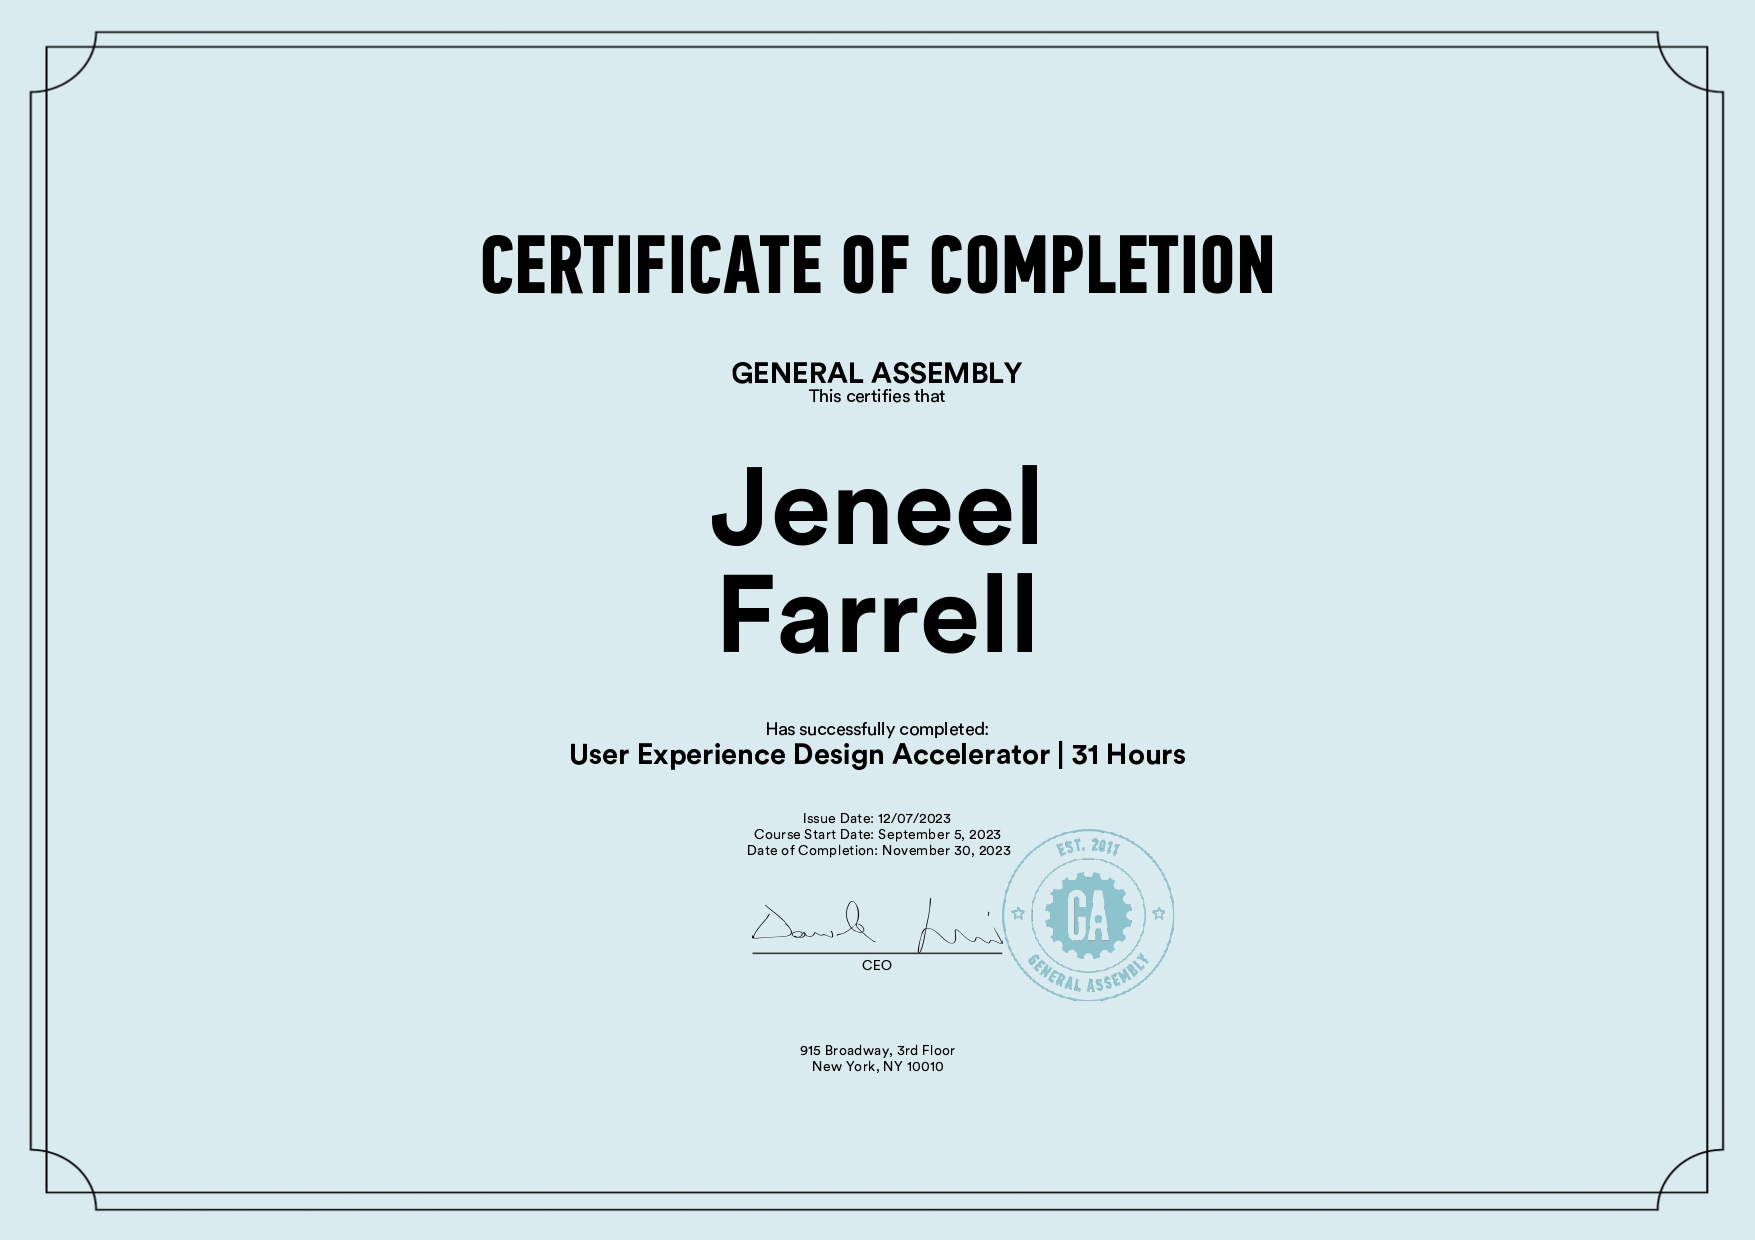 CERTIFICATE OF COMPLETION
GENERAL ASSEMBLY
This certifies that
Jeneel
Farrell
Has successfully completed:
User Experience Design Accelerator | 31 Hours
Issue Date: 12/07/2023
Course Start Date: September 5, 2023
Date of Completion: November 30, 2023
EST. 2011
GA
GENERAL ASSEMBLY
CEO
915 Broadway, 3rd Floor
New York, NY 10010